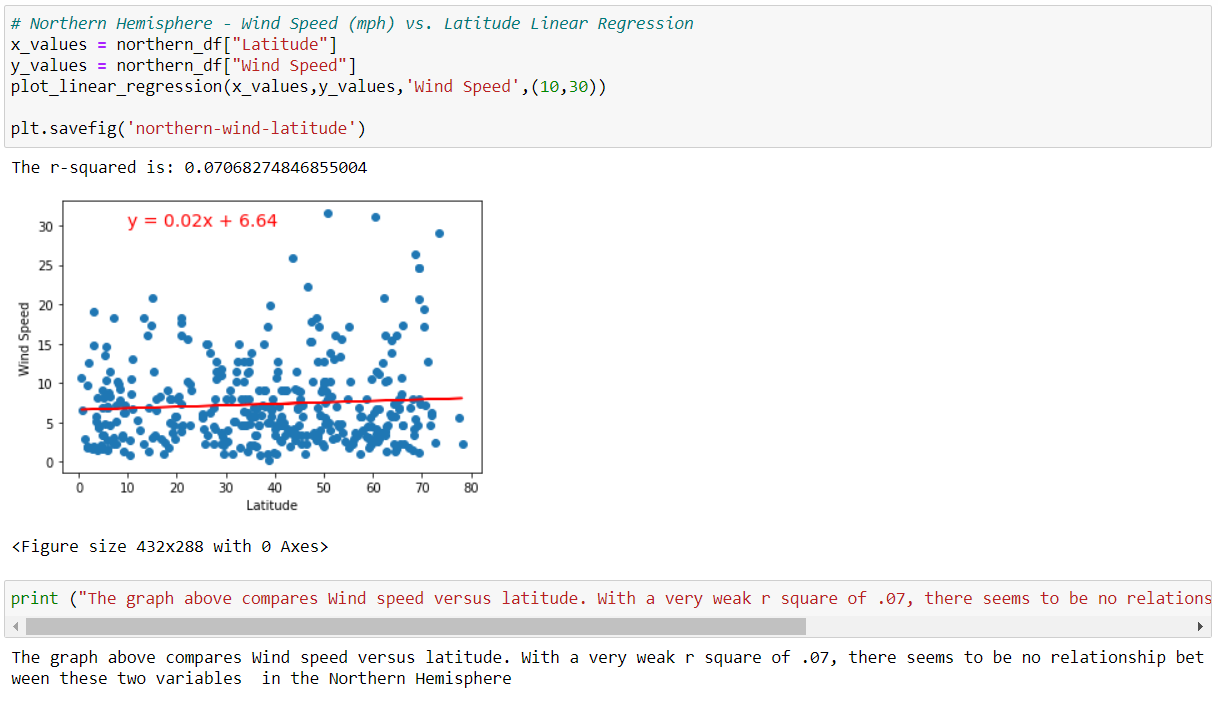 # Northern Hemisphere - Wind Speed (mph) vs. Latitude Linear Regression
x_values = northern_df["Latitude"]
y_values = northern_df["Wind Speed"]
plot_linear_regression(x_values,y_values,'Wind Speed',(10,30))
plt.savefig('northern-wind-latitude')
The r-squared is: 0.07068274846855004
y = 0.02x + 6.64
30
25
20
15
10
5
0
Wind Speed
0 10 20 30 40 50 60 70 80
Latitude
<Figure size 432x288 with 0 Axes>
print ("The graph above compares Wind speed versus latitude. With a very weak r square of .07, there seems to be no relations
The graph above compares Wind speed versus latitude. With a very weak r square of .07, there seems to be no relationship bet
ween these two variables  in the Northern Hemisphere